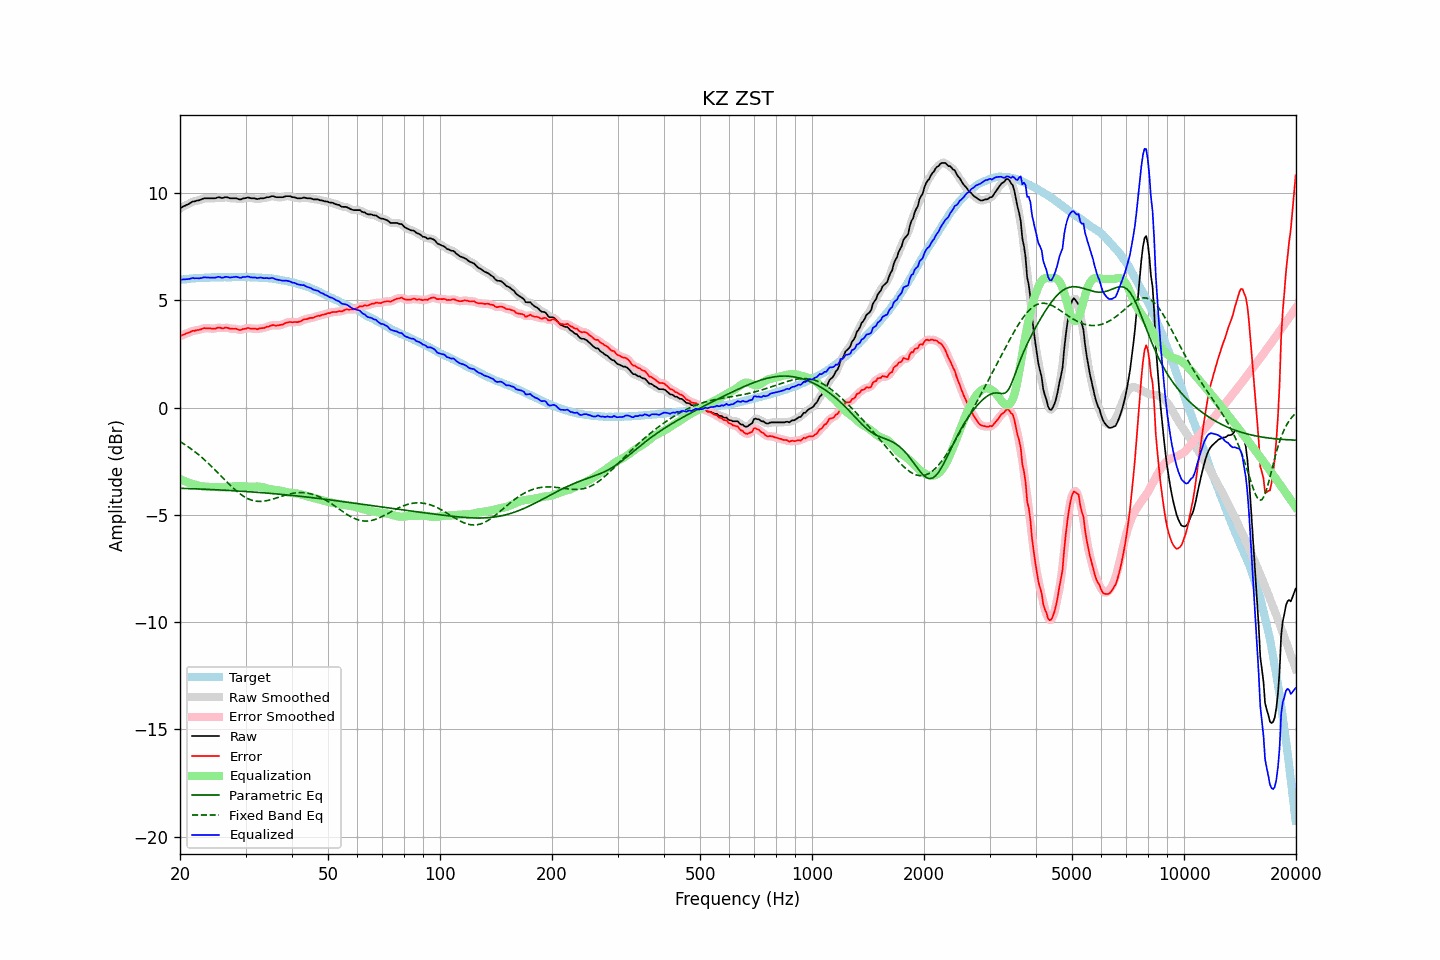 KZ ZST
Amplitude (dBr)
10
5
0
−5
−10
−15
−20
Target
Raw Smoothed
Error Smoothed
Raw
Error
Equalization
Parametric Eq
Fixed Band Eq
Equalized
20 50 100 200 500 1000 2000 5000 10000 20000
Frequency (Hz)